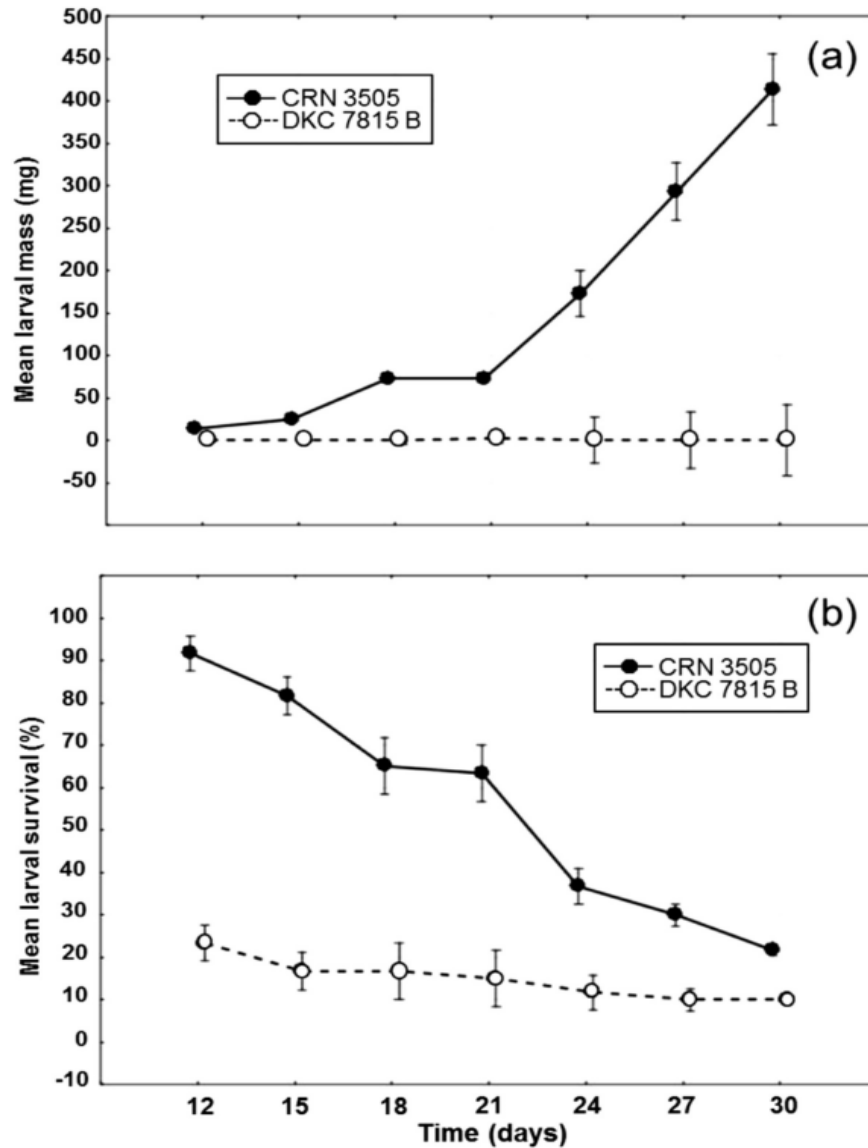 500
450
400
350
300
250
200
150
100
50
0
-50
Mean larval mass (mg)
(a)
CRN 3505
DKC 7815 B
100
90
80
70
60
50
40
30
20
10
0
-10
Mean larval survival (%)
(b)
CRN 3505
DKC 7815 B
12 15 18 21 24 27 30
Time (days)